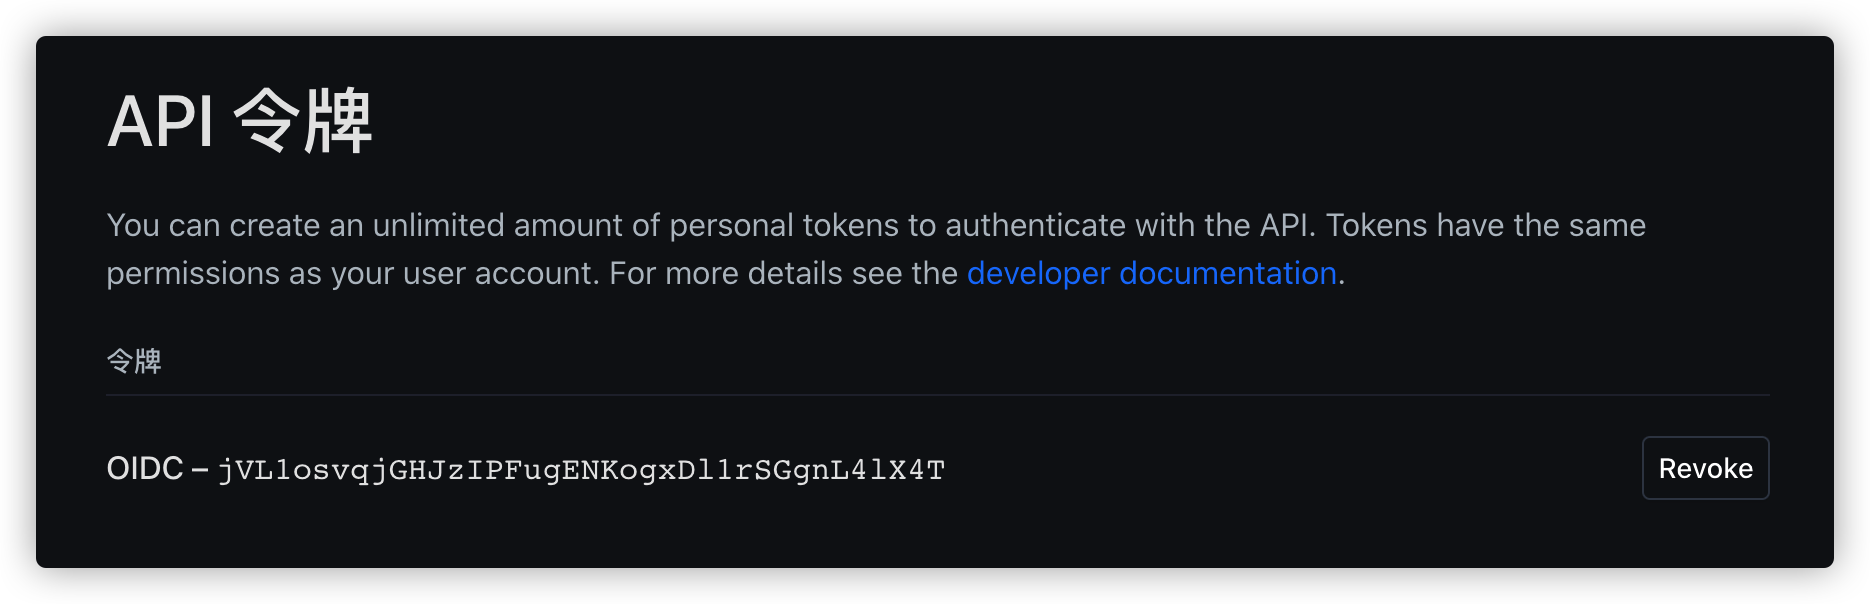 API 令牌
You can create an unlimited amount of personal tokens to authenticate with the API. Tokens have the same
permissions as your user account. For more details see the developer documentation.
令牌
OIDC – jVL1osvqjGHJzIPFugENKogxDl1rSGgnL4lX4T
Revoke